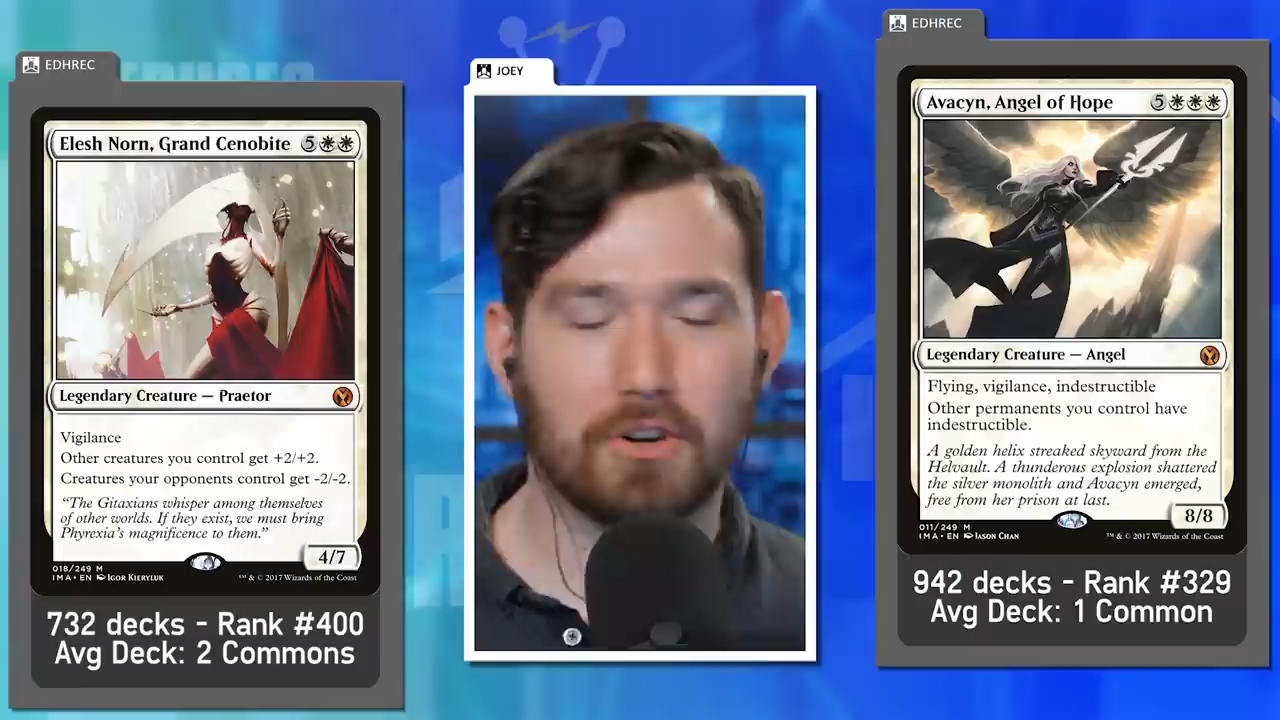 EDHREC
Elesh Norn, Grand Cenobite 5
Legendary Creature — Praetor
Vigilance
Other creatures you control get +2/+2.
Creatures your opponents control get -2/-2.
“The Gitaxians whisper among themselves
of other worlds. If they exist, we must bring
Phyrexia’s magnificence to them.”
4/7
018/249 M
IMA • EN Igor Kieryluk
™ & © 2017 Wizards of the Coast
732 decks - Rank #400
Avg Deck: 2 Commons
JOEY
EDHREC
Avacyn, Angel of Hope 5
Legendary Creature — Angel
Flying, vigilance, indestructible
Other permanents you control have
indestructible.
A golden helix streaked skyward from the
Helvault. A thunderous explosion shattered
the silver monolith and Avacyn emerged,
free from her prison at last.
8/8
011/249 M
IMA • EN Jason Chan
™ & © 2017 Wizards of the Coast
942 decks - Rank #329
Avg Deck: 1 Common